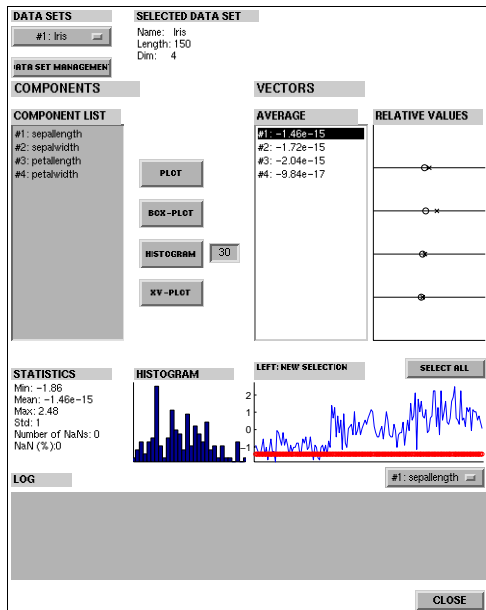 DATA SETS
SELECTED DATA SET
#1: Iris
Name: Iris
Length: 150
Dim: 4
DATA SET MANAGEMENT
COMPONENTS
VECTORS
COMPONENT LIST
AVERAGE
RELATIVE VALUES
#1: sepallength
#2: sepalwidth
#3: petallength
#4: petalwidth
#1: -1.46e-15
#2: -1.72e-15
#3: -2.04e-15
#4: -9.84e-17
PLOT
BOX-PLOT
HISTOGRAM
30
XV-PLOT
STATISTICS
HISTOGRAM
LEFT: NEW SELECTION
SELECT ALL
Min: -1.86
Mean: -1.46e-15
Max: 2.48
Std: 1
Number of NaNs: 0
NaN (%):0
2
1
0
-1
LOG
#1: sepallength
CLOSE